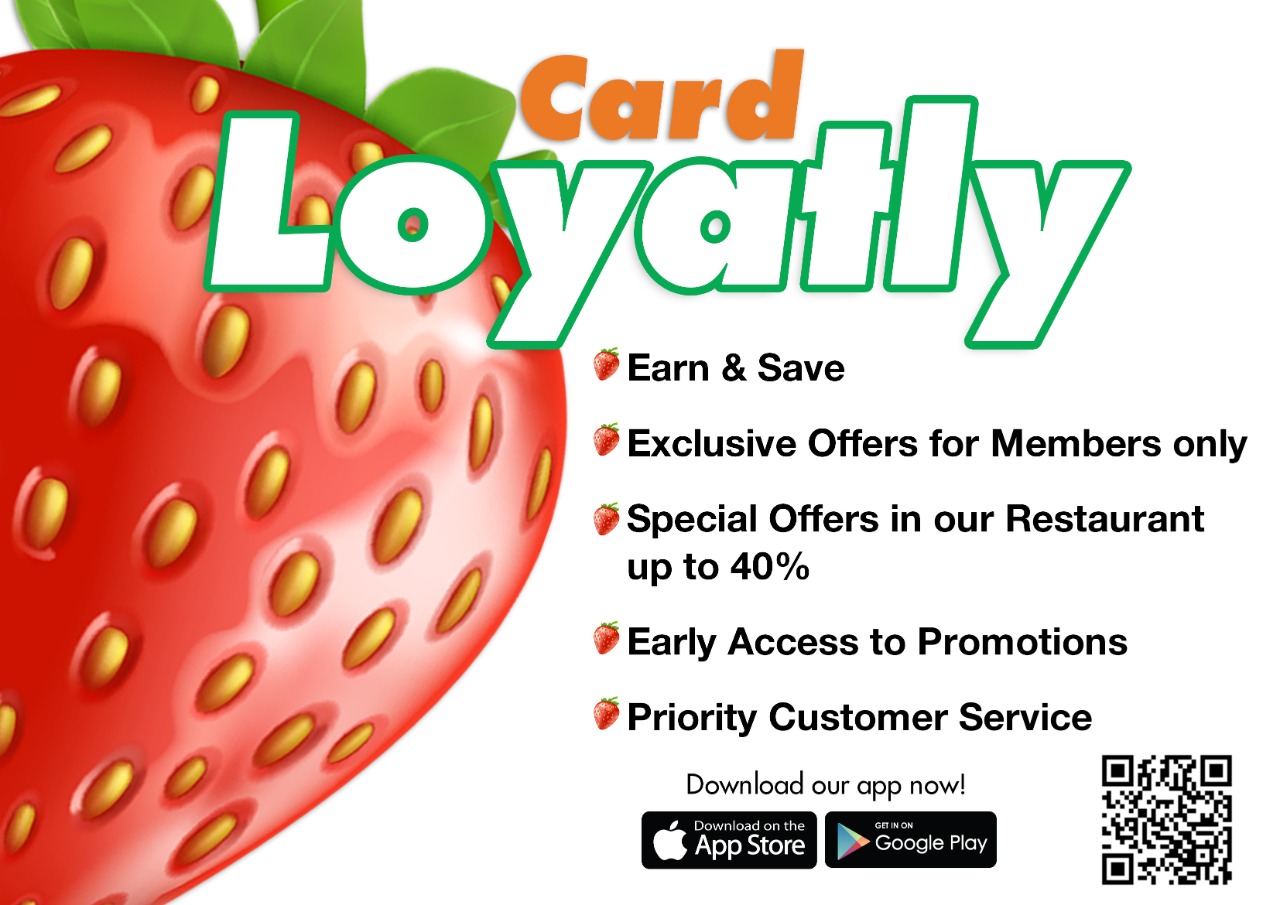 Card
Loyatly
Earn & Save
Exclusive Offers for Members only
Special Offers in our Restaurant
up to 40%
Early Access to Promotions
Priority Customer Service
Download our app now!
Download on the
App Store
GET IN ON
Google Play